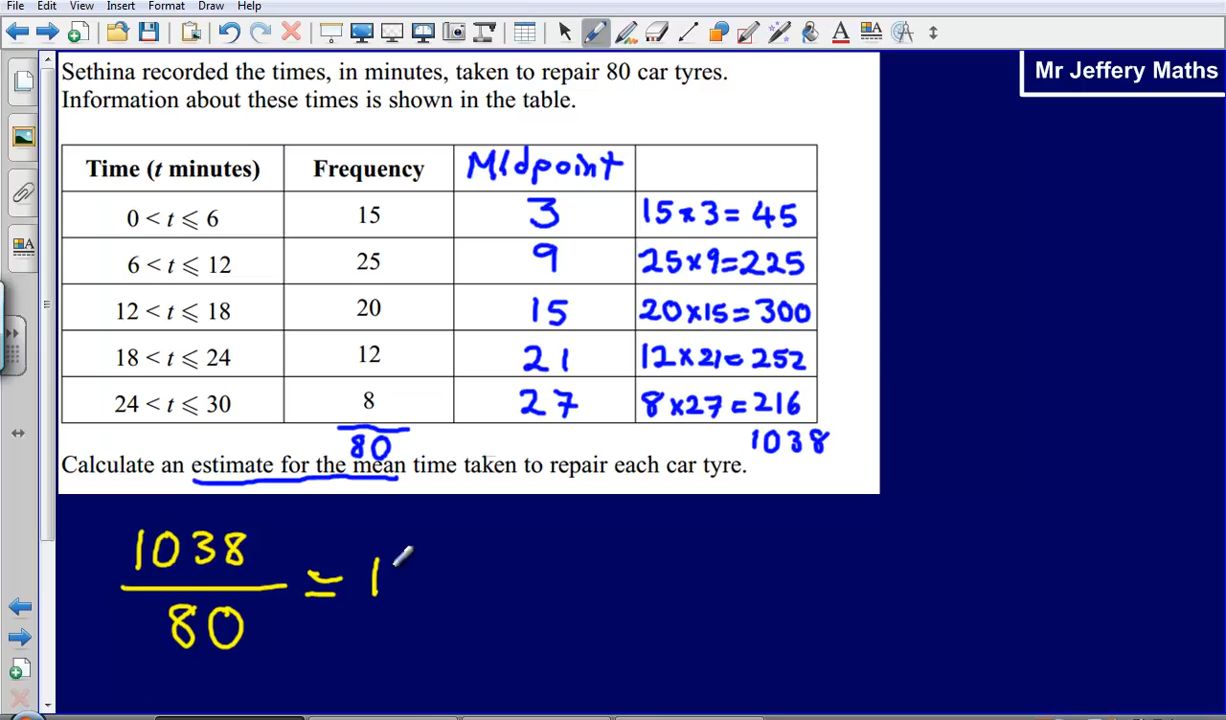 File Edit View Insert Format Draw Help
Mr Jeffery Maths
Sethina recorded the times, in minutes, taken to repair 80 car tyres.
Information about these times is shown in the table.
Time (t minutes) Frequency MIdpoint
0 < t ⩽ 6 15 3 15×3=45
6 < t ⩽ 12 25 9 25×9=225
12 < t ⩽ 18 20 15 20×15=300
18 < t ⩽ 24 12 21 12×21=252
24 < t ⩽ 30 8 27 8×27=216
80 1038
Calculate an estimate for the mean time taken to repair each car tyre.
1038
= 1
80